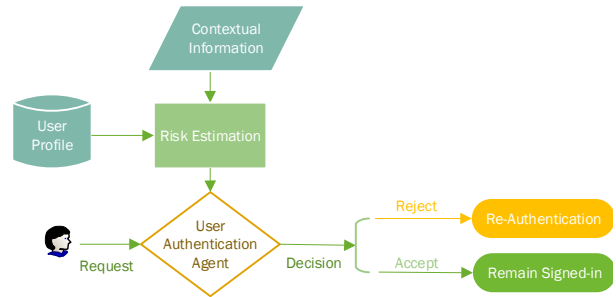 Contextual
Information
User
Profile
Risk Estimation
User
Authentication
Agent
Request
Decision
Reject
Re-Authentication
Accept
Remain Signed-in